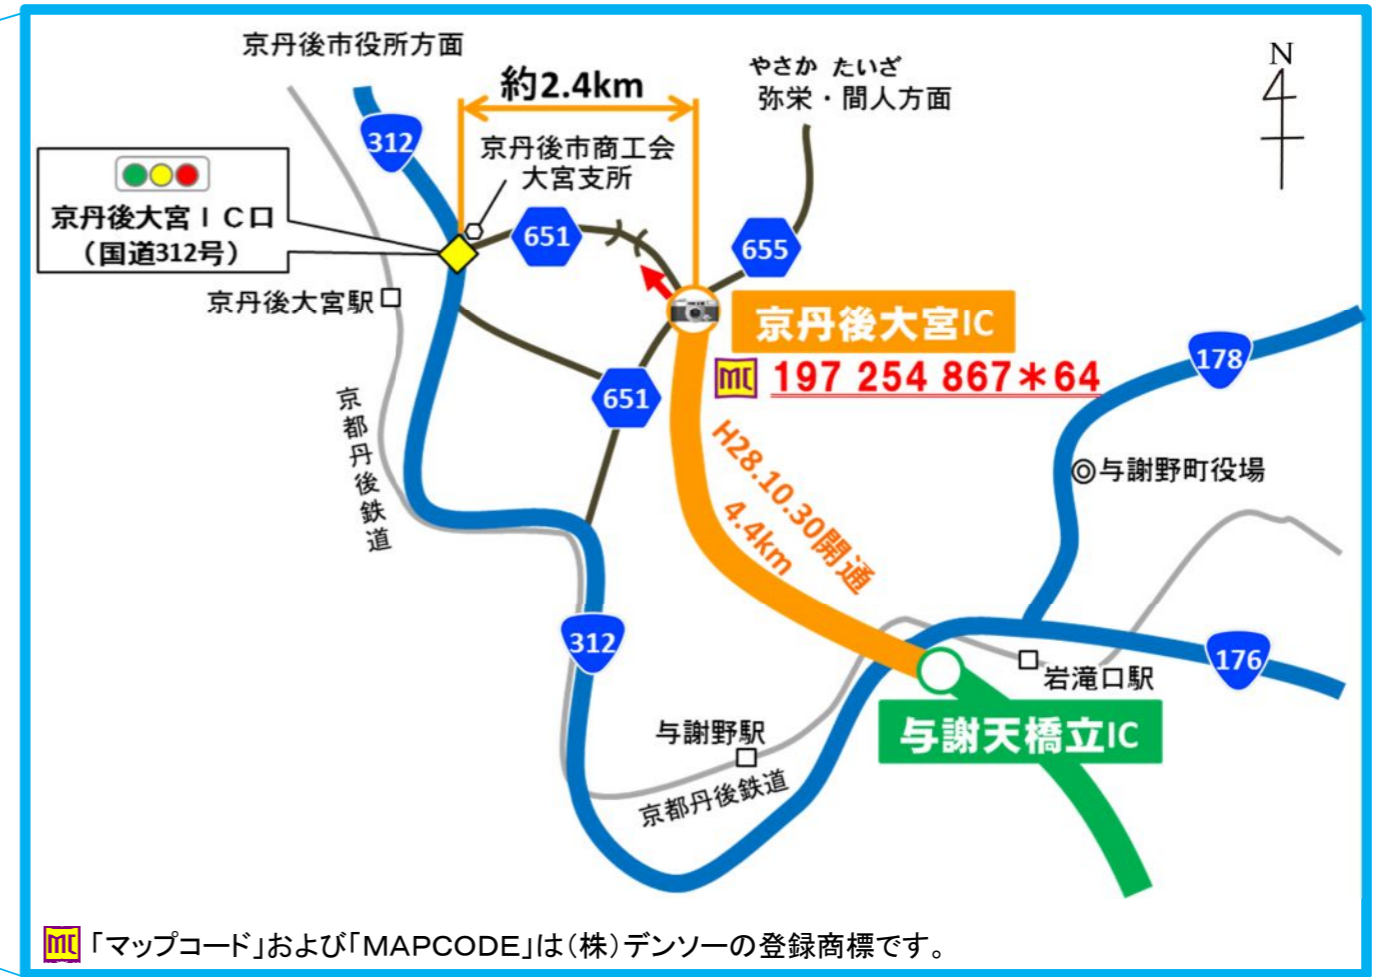 京丹後市役所方面
約2.4km
やさか たいざ
弥栄・間人方面
N
312
京丹後市商工会
大宮支所
京丹後大宮ＩＣ口
（国道312号）
651
655
京丹後大宮駅
京丹後大宮IC
MC 197 254 867＊64
178
651
京都丹後鉄道
H28.10.30開通
4.4km
◎与謝野町役場
312
176
岩滝口駅
与謝天橋立IC
与謝野駅
京都丹後鉄道
MC 「マップコード」および「MAPCODE」は（株）デンソーの登録商標です。